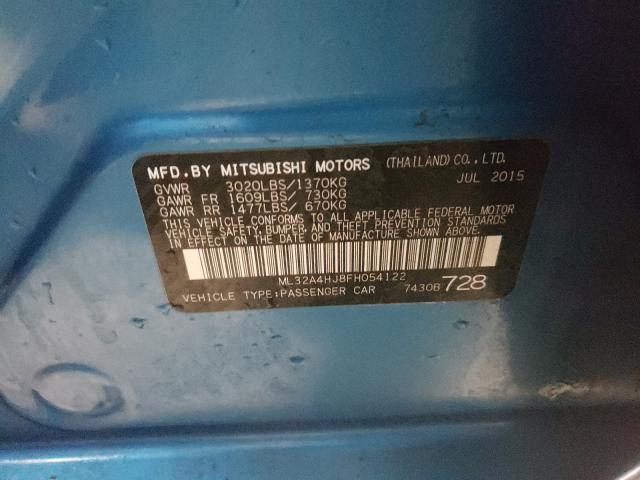 MFD.BY MITSUBISHI MOTORS (THAILAND) CO.,LTD.
GVWR 3020LBS/1370KG JUL 2015
GAWR FR 1609LBS/ 730KG
GAWR RR 1477LBS/ 670KG
THIS VEHICLE CONFORMS TO ALL APPLICABLE FEDERAL MOTOR
VEHICLE SAFETY, BUMPER, AND THEFT PREVENTION STANDARDS
IN EFFECT ON THE DATE OF MANUFACTURE SHOWN ABOVE.
ML32A4HJ8FH054122
VEHICLE TYPE:PASSENGER CAR 7430B 728